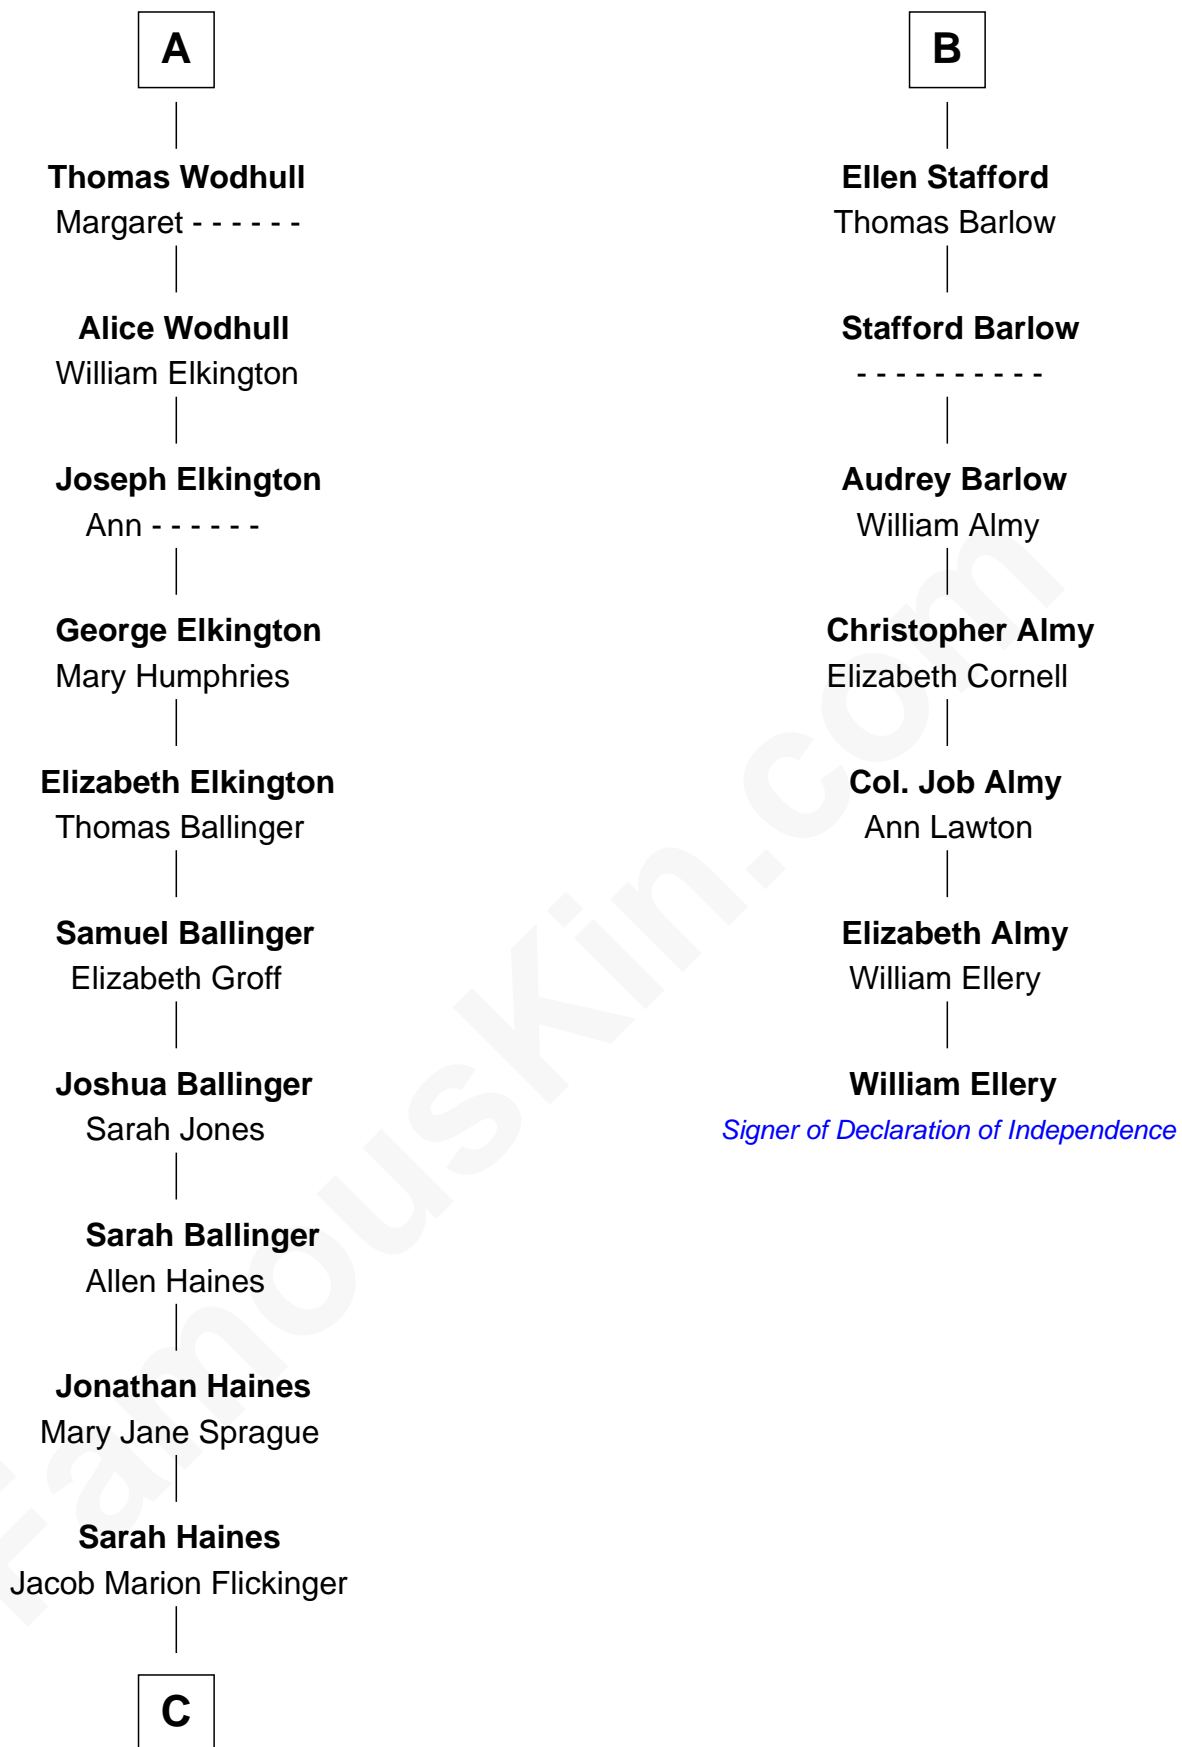 A
Thomas Wodhull
Margaret - - - - - -
Alice Wodhull
William Elkington
Joseph Elkington
Ann - - - - - -
George Elkington
Mary Humphries
Elizabeth Elkington
Thomas Ballinger
Samuel Ballinger
Elizabeth Groff
Joshua Ballinger
Sarah Jones
Sarah Ballinger
Allen Haines
Jonathan Haines
Mary Jane Sprague
Sarah Haines
Jacob Marion Flickinger
C
B
Ellen Stafford
Thomas Barlow
Stafford Barlow
- - - - - - - - - -
Audrey Barlow
William Almy
Christopher Almy
Elizabeth Cornell
Col. Job Almy
Ann Lawton
Elizabeth Almy
William Ellery
William Ellery
Signer of Declaration of Independence
FamousKin.com